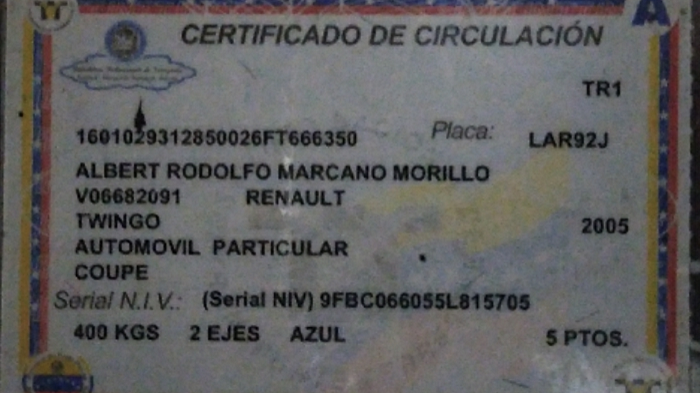 A
CERTIFICADO DE CIRCULACIÓN
TR1
1601029312850026FT666350 Placa: LAR92J
ALBERT RODOLFO MARCANO MORILLO
V06682091 RENAULT
TWINGO 2005
AUTOMOVIL PARTICULAR
COUPE
Serial N.I.V.: (Serial NIV) 9FBC066055L815705
400 KGS 2 EJES AZUL 5 PTOS.